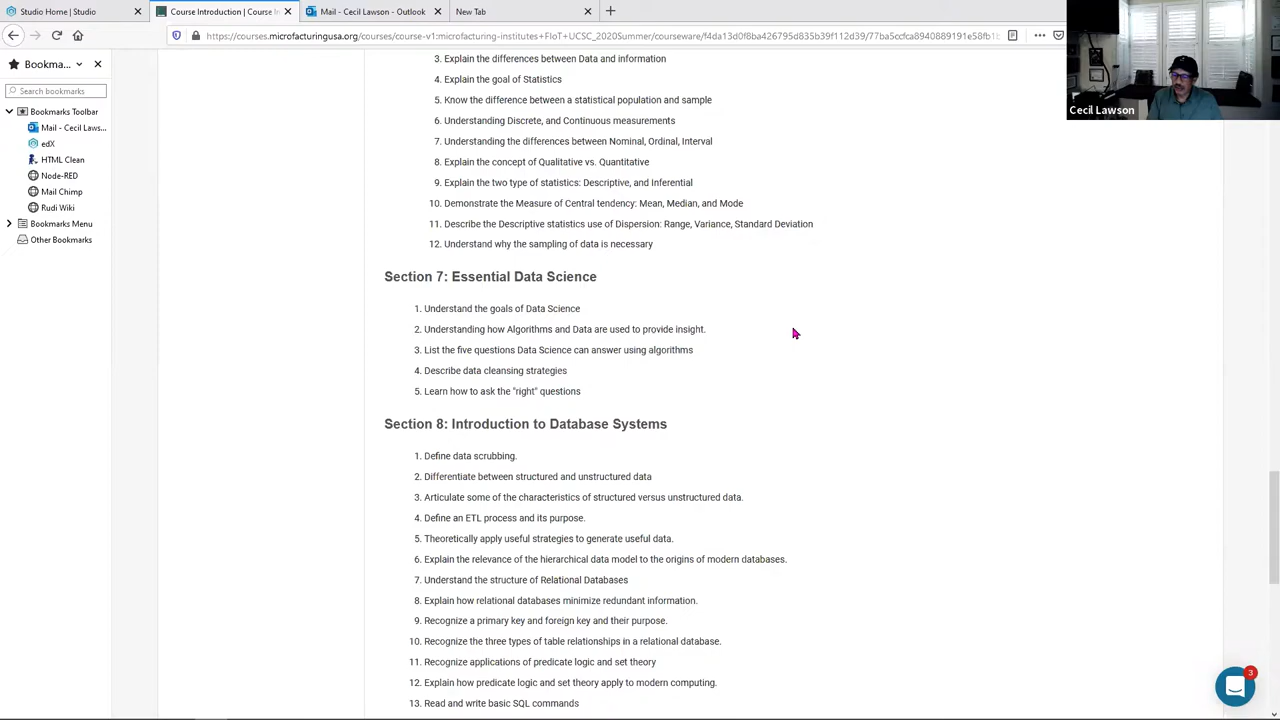 Studio Home | Studio
Course Introduction | Course In
Mail - Cecil Lawson - Outlook
New Tab
Bookma...
Search bookmarks
Bookmarks Toolbar
Mail - Cecil Laws...
edX
HTML Clean
Node-RED
Mail Chimp
Rudi Wiki
Bookmarks Menu
Other Bookmarks
Cecil Lawson
3. Explain the differences between Data and information
4. Explain the goal of Statistics
5. Know the difference between a statistical population and sample
6. Understanding Discrete, and Continuous measurements
7. Understanding the differences between Nominal, Ordinal, Interval
8. Explain the concept of Qualitative vs. Quantitative
9. Explain the two type of statistics: Descriptive, and Inferential
10. Demonstrate the Measure of Central tendency: Mean, Median, and Mode
11. Describe the Descriptive statistics use of Dispersion: Range, Variance, Standard Deviation
12. Understand why the sampling of data is necessary
Section 7: Essential Data Science
1. Understand the goals of Data Science
2. Understanding how Algorithms and Data are used to provide insight.
3. List the five questions Data Science can answer using algorithms
4. Describe data cleansing strategies
5. Learn how to ask the "right" questions
Section 8: Introduction to Database Systems
1. Define data scrubbing.
2. Differentiate between structured and unstructured data
3. Articulate some of the characteristics of structured versus unstructured data.
4. Define an ETL process and its purpose.
5. Theoretically apply useful strategies to generate useful data.
6. Explain the relevance of the hierarchical data model to the origins of modern databases.
7. Understand the structure of Relational Databases
8. Explain how relational databases minimize redundant information.
9. Recognize a primary key and foreign key and their purpose.
10. Recognize the three types of table relationships in a relational database.
11. Recognize applications of predicate logic and set theory
12. Explain how predicate logic and set theory apply to modern computing.
13. Read and write basic SQL commands
3